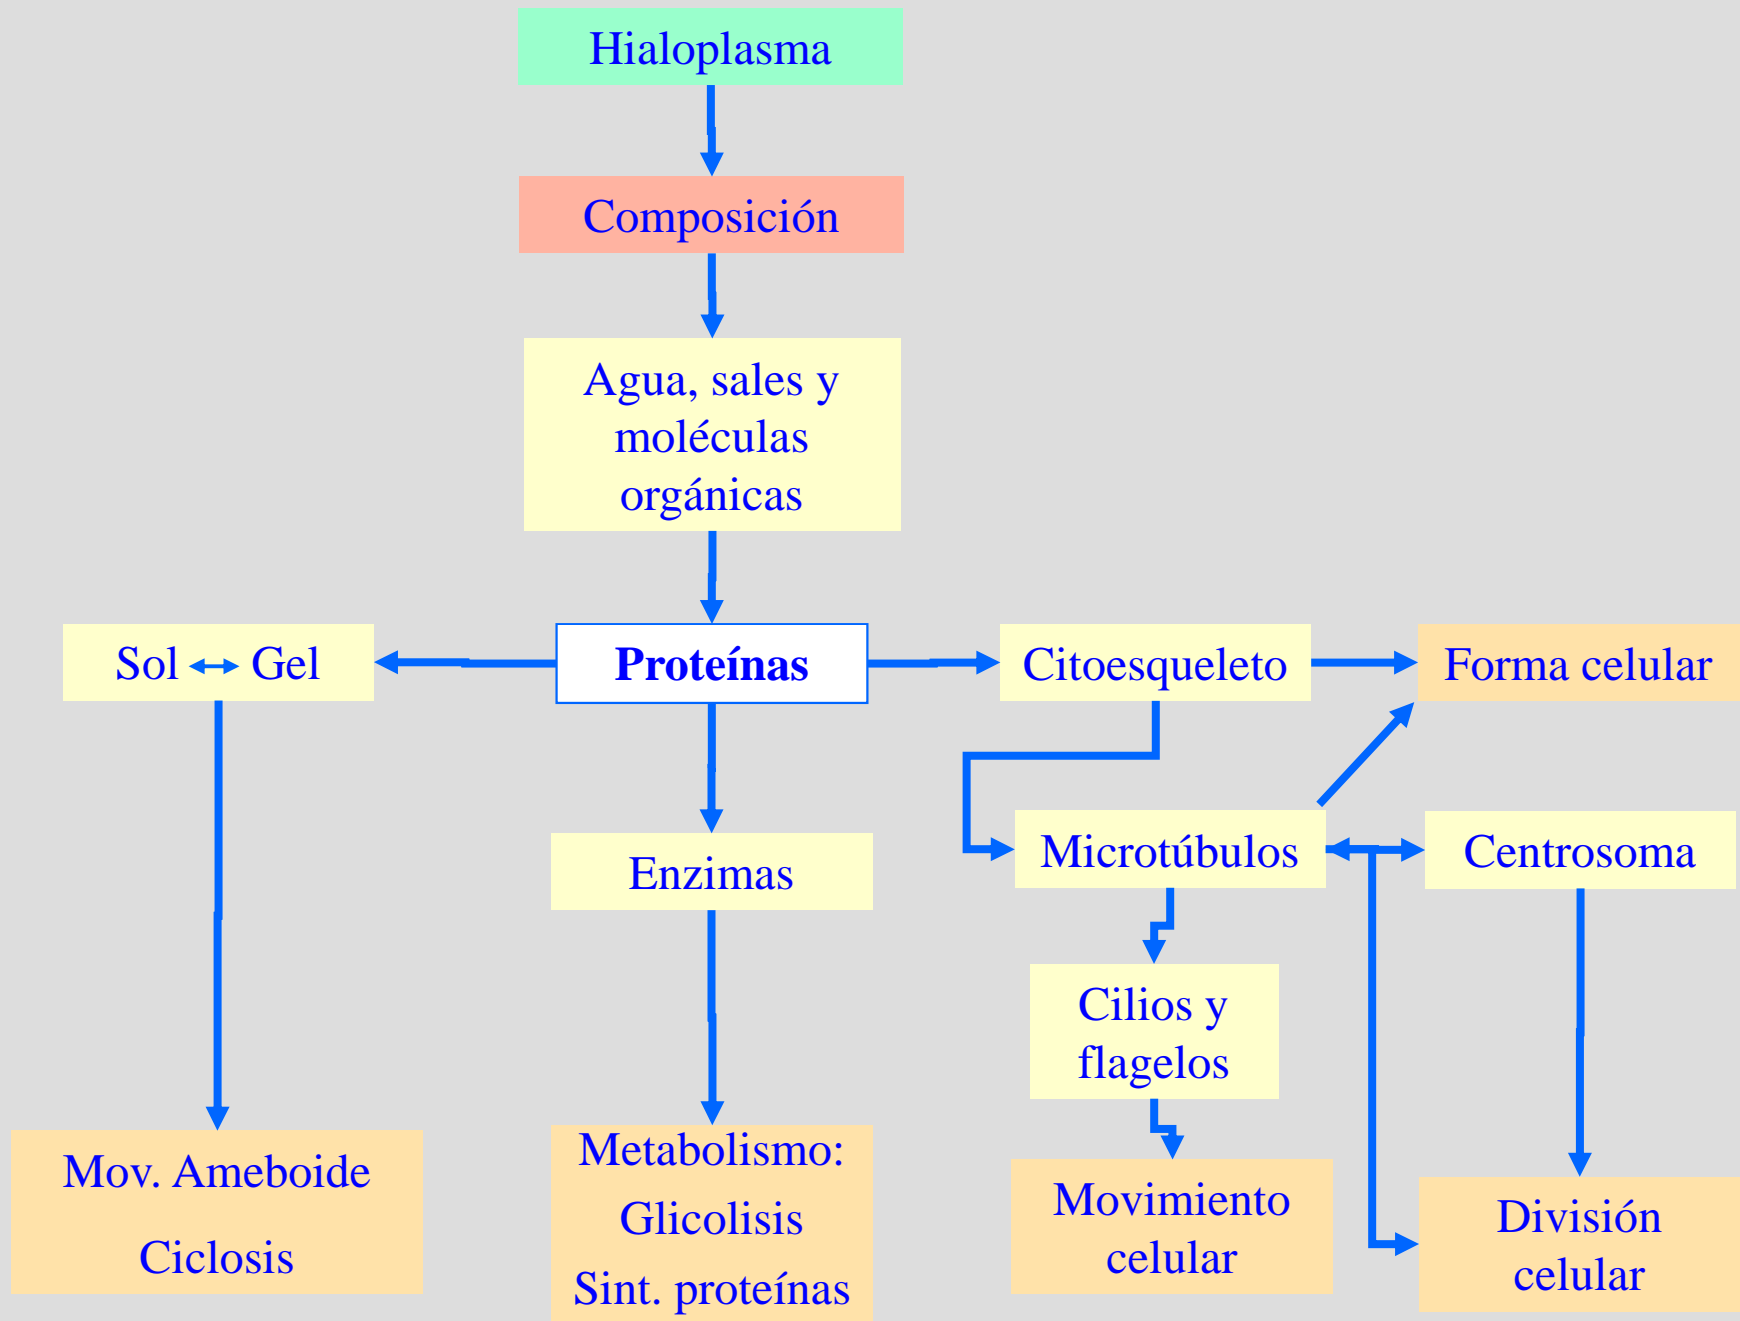 Hialoplasma
Composición
Agua, sales y
moléculas
orgánicas
Sol Gel
Proteínas
Citoesqueleto
Forma celular
Enzimas
Microtúbulos
Centrosoma
Cilios y
flagelos
Mov. Ameboide
Ciclosis
Metabolismo:
Glicolisis
Sint. proteínas
Movimiento
celular
División
celular